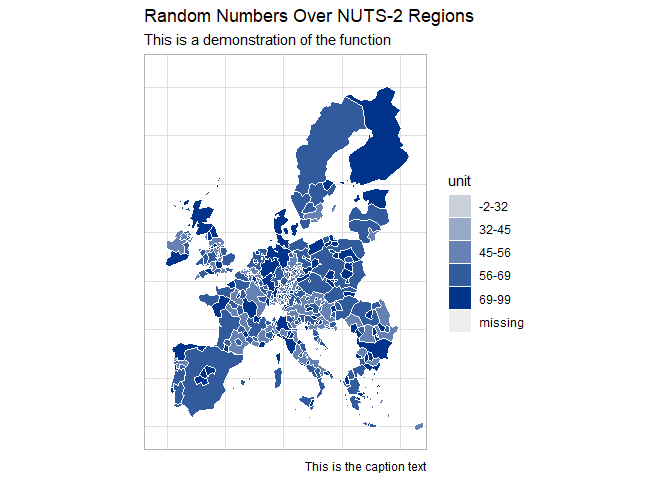 Random Numbers Over NUTS-2 Regions
This is a demonstration of the function
unit
-2-32
32-45
45-56
56-69
69-99
missing
This is the caption text